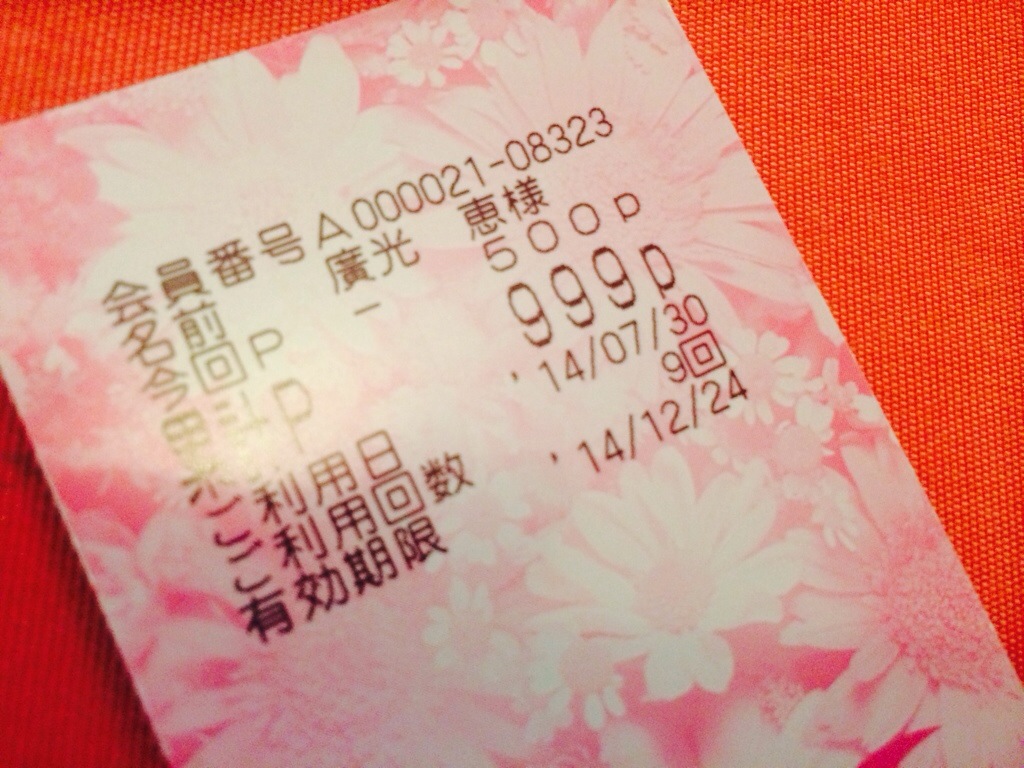 会員番号 A000021-08323
名前 廣光 恵様
今回P －500P
累計P 999P
ご利用日 '14/07/30
ご利用回数 9回
有効期限 '14/12/24